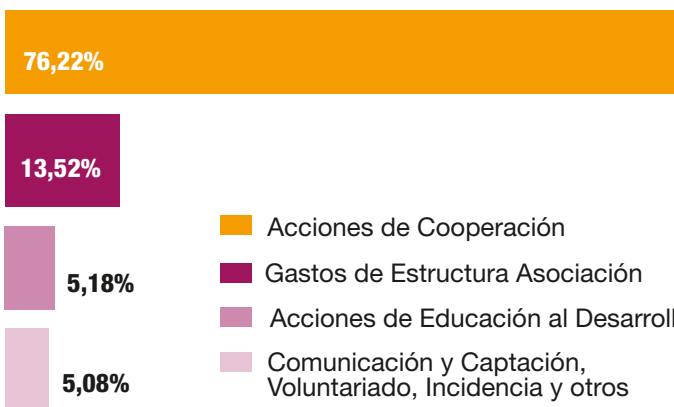 76,22%
13,52%
5,18%
5,08%
Acciones de Cooperación
Gastos de Estructura Asociación
Acciones de Educación al Desarroll
Comunicación y Captación,
Voluntariado, Incidencia y otros